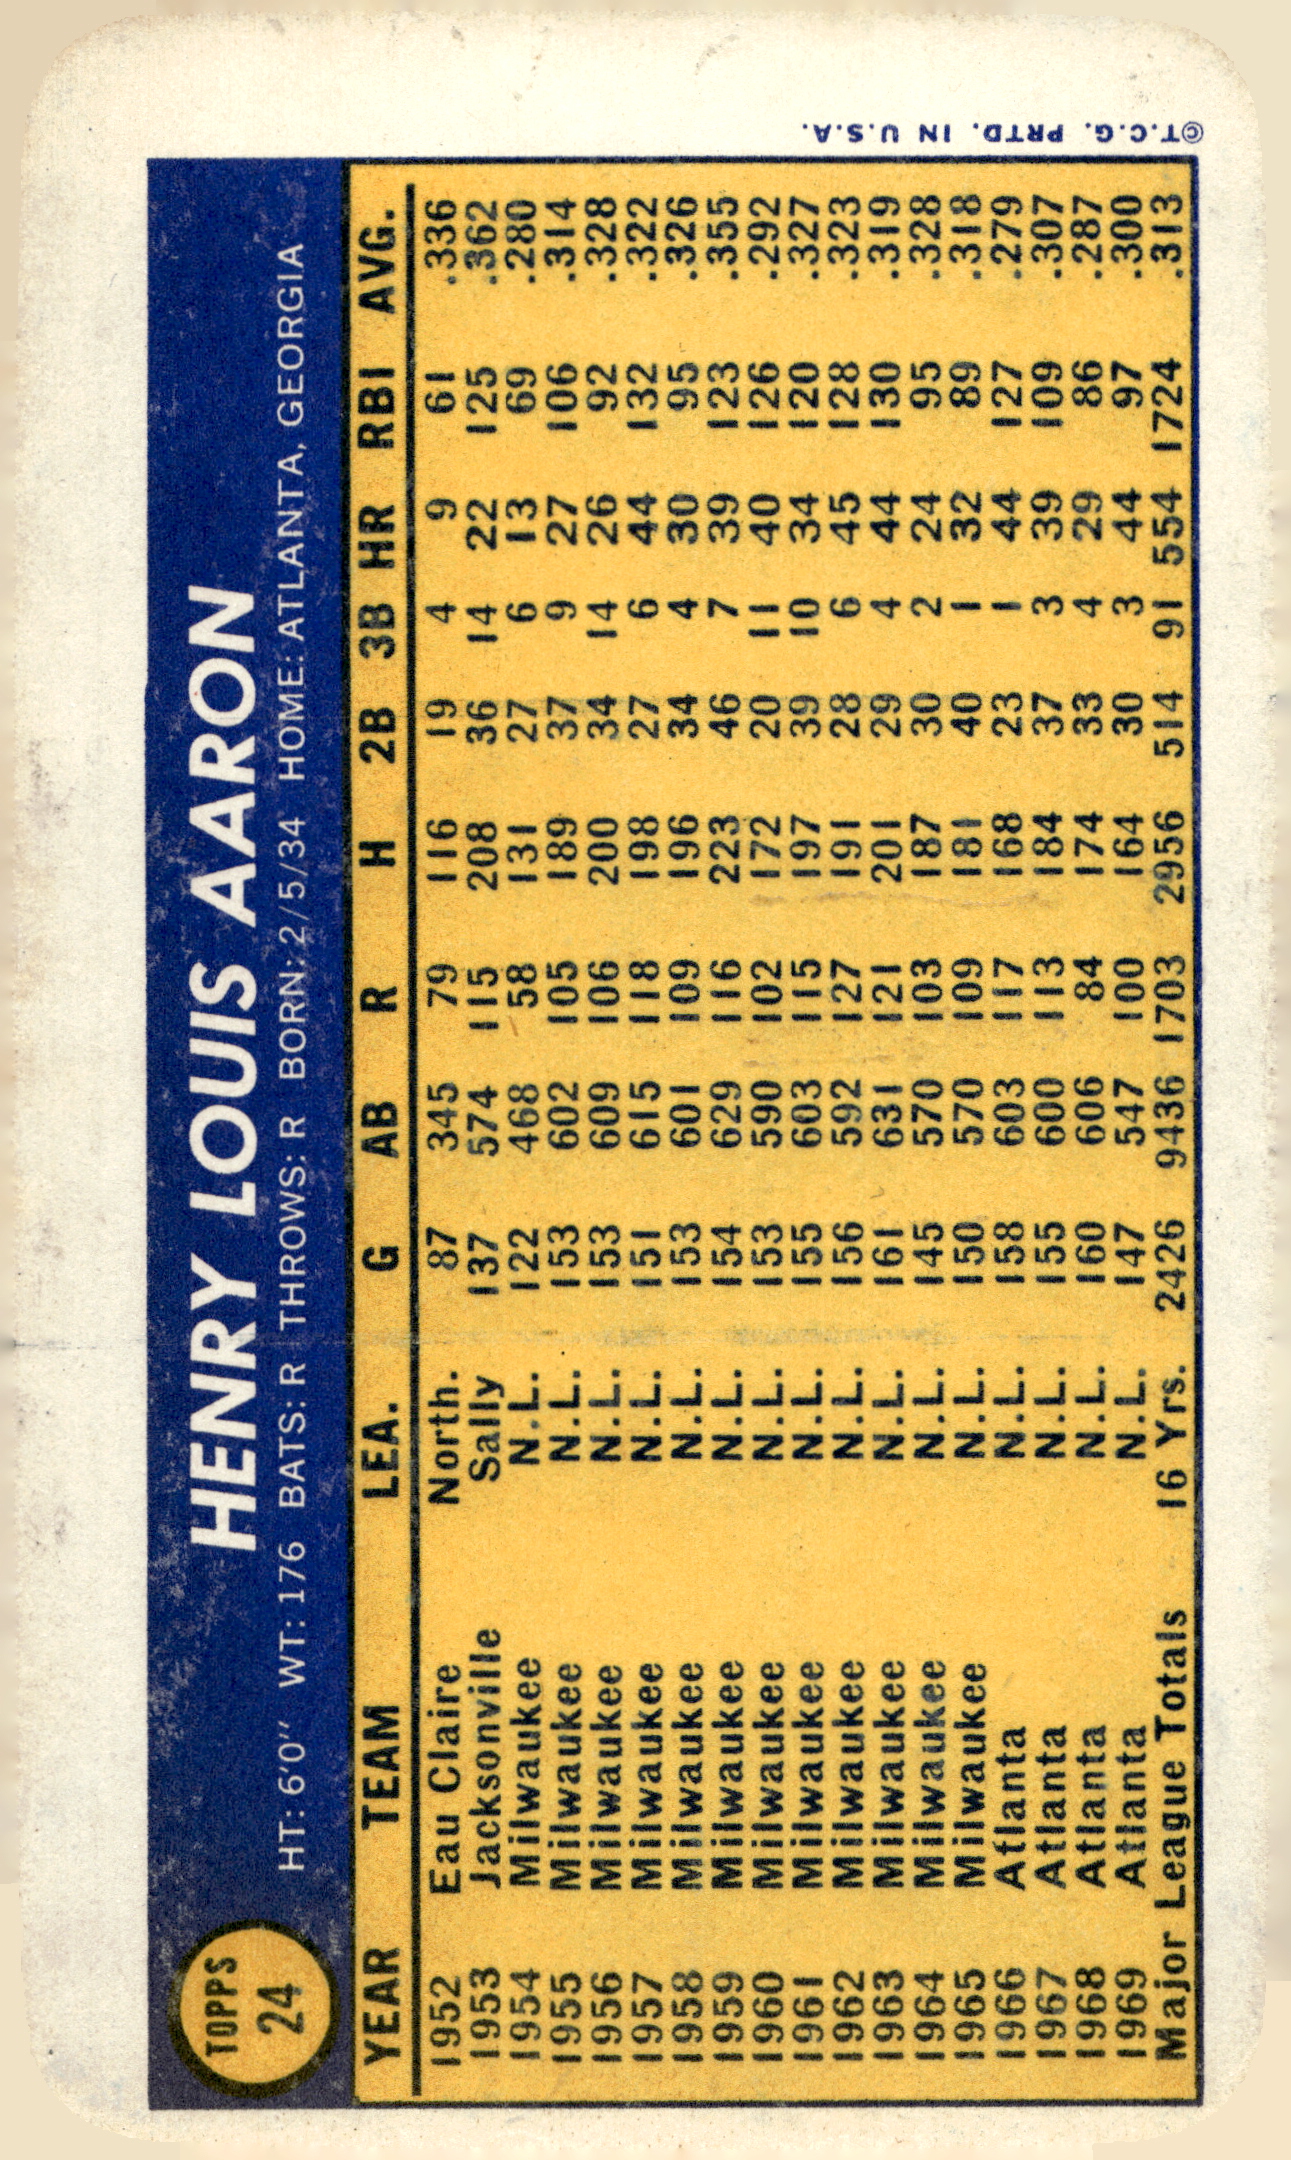 TOPPS
24
HENRY LOUIS AARON
HT: 6'0" WT: 176 BATS: R THROWS: R BORN: 2/5/34 HOME: ATLANTA, GEORGIA
YEAR TEAM LEA. G AB R H 2B 3B HR RBI AVG.
1952 Eau Claire North. 87 345 79 116 19 4 9 61 .336
1953 Jacksonville Sally 137 574 115 208 36 14 22 125 .362
1954 Milwaukee N.L. 122 468 58 131 27 6 13 69 .280
1955 Milwaukee N.L. 153 602 105 189 37 9 27 106 .314
1956 Milwaukee N.L. 153 609 106 200 34 14 26 92 .328
1957 Milwaukee N.L. 151 615 118 198 27 6 44 132 .322
1958 Milwaukee N.L. 153 601 109 196 34 4 30 95 .326
1959 Milwaukee N.L. 154 629 116 223 46 7 39 123 .355
1960 Milwaukee N.L. 153 590 102 172 20 11 40 126 .292
1961 Milwaukee N.L. 155 603 115 197 39 10 34 120 .327
1962 Milwaukee N.L. 156 592 127 191 28 6 45 128 .323
1963 Milwaukee N.L. 161 631 121 201 29 4 44 130 .319
1964 Milwaukee N.L. 145 570 103 187 30 2 24 95 .328
1965 Milwaukee N.L. 150 570 109 181 40 1 32 89 .318
1966 Atlanta N.L. 158 603 117 168 23 1 44 127 .279
1967 Atlanta N.L. 155 600 113 184 37 3 39 109 .307
1968 Atlanta N.L. 160 606 84 174 33 4 29 86 .287
1969 Atlanta N.L. 147 547 100 164 30 3 44 97 .300
Major League Totals 16 Yrs. 2426 9436 1703 2956 514 91 554 1724 .313
©T.C.G. PRTD. IN U.S.A.